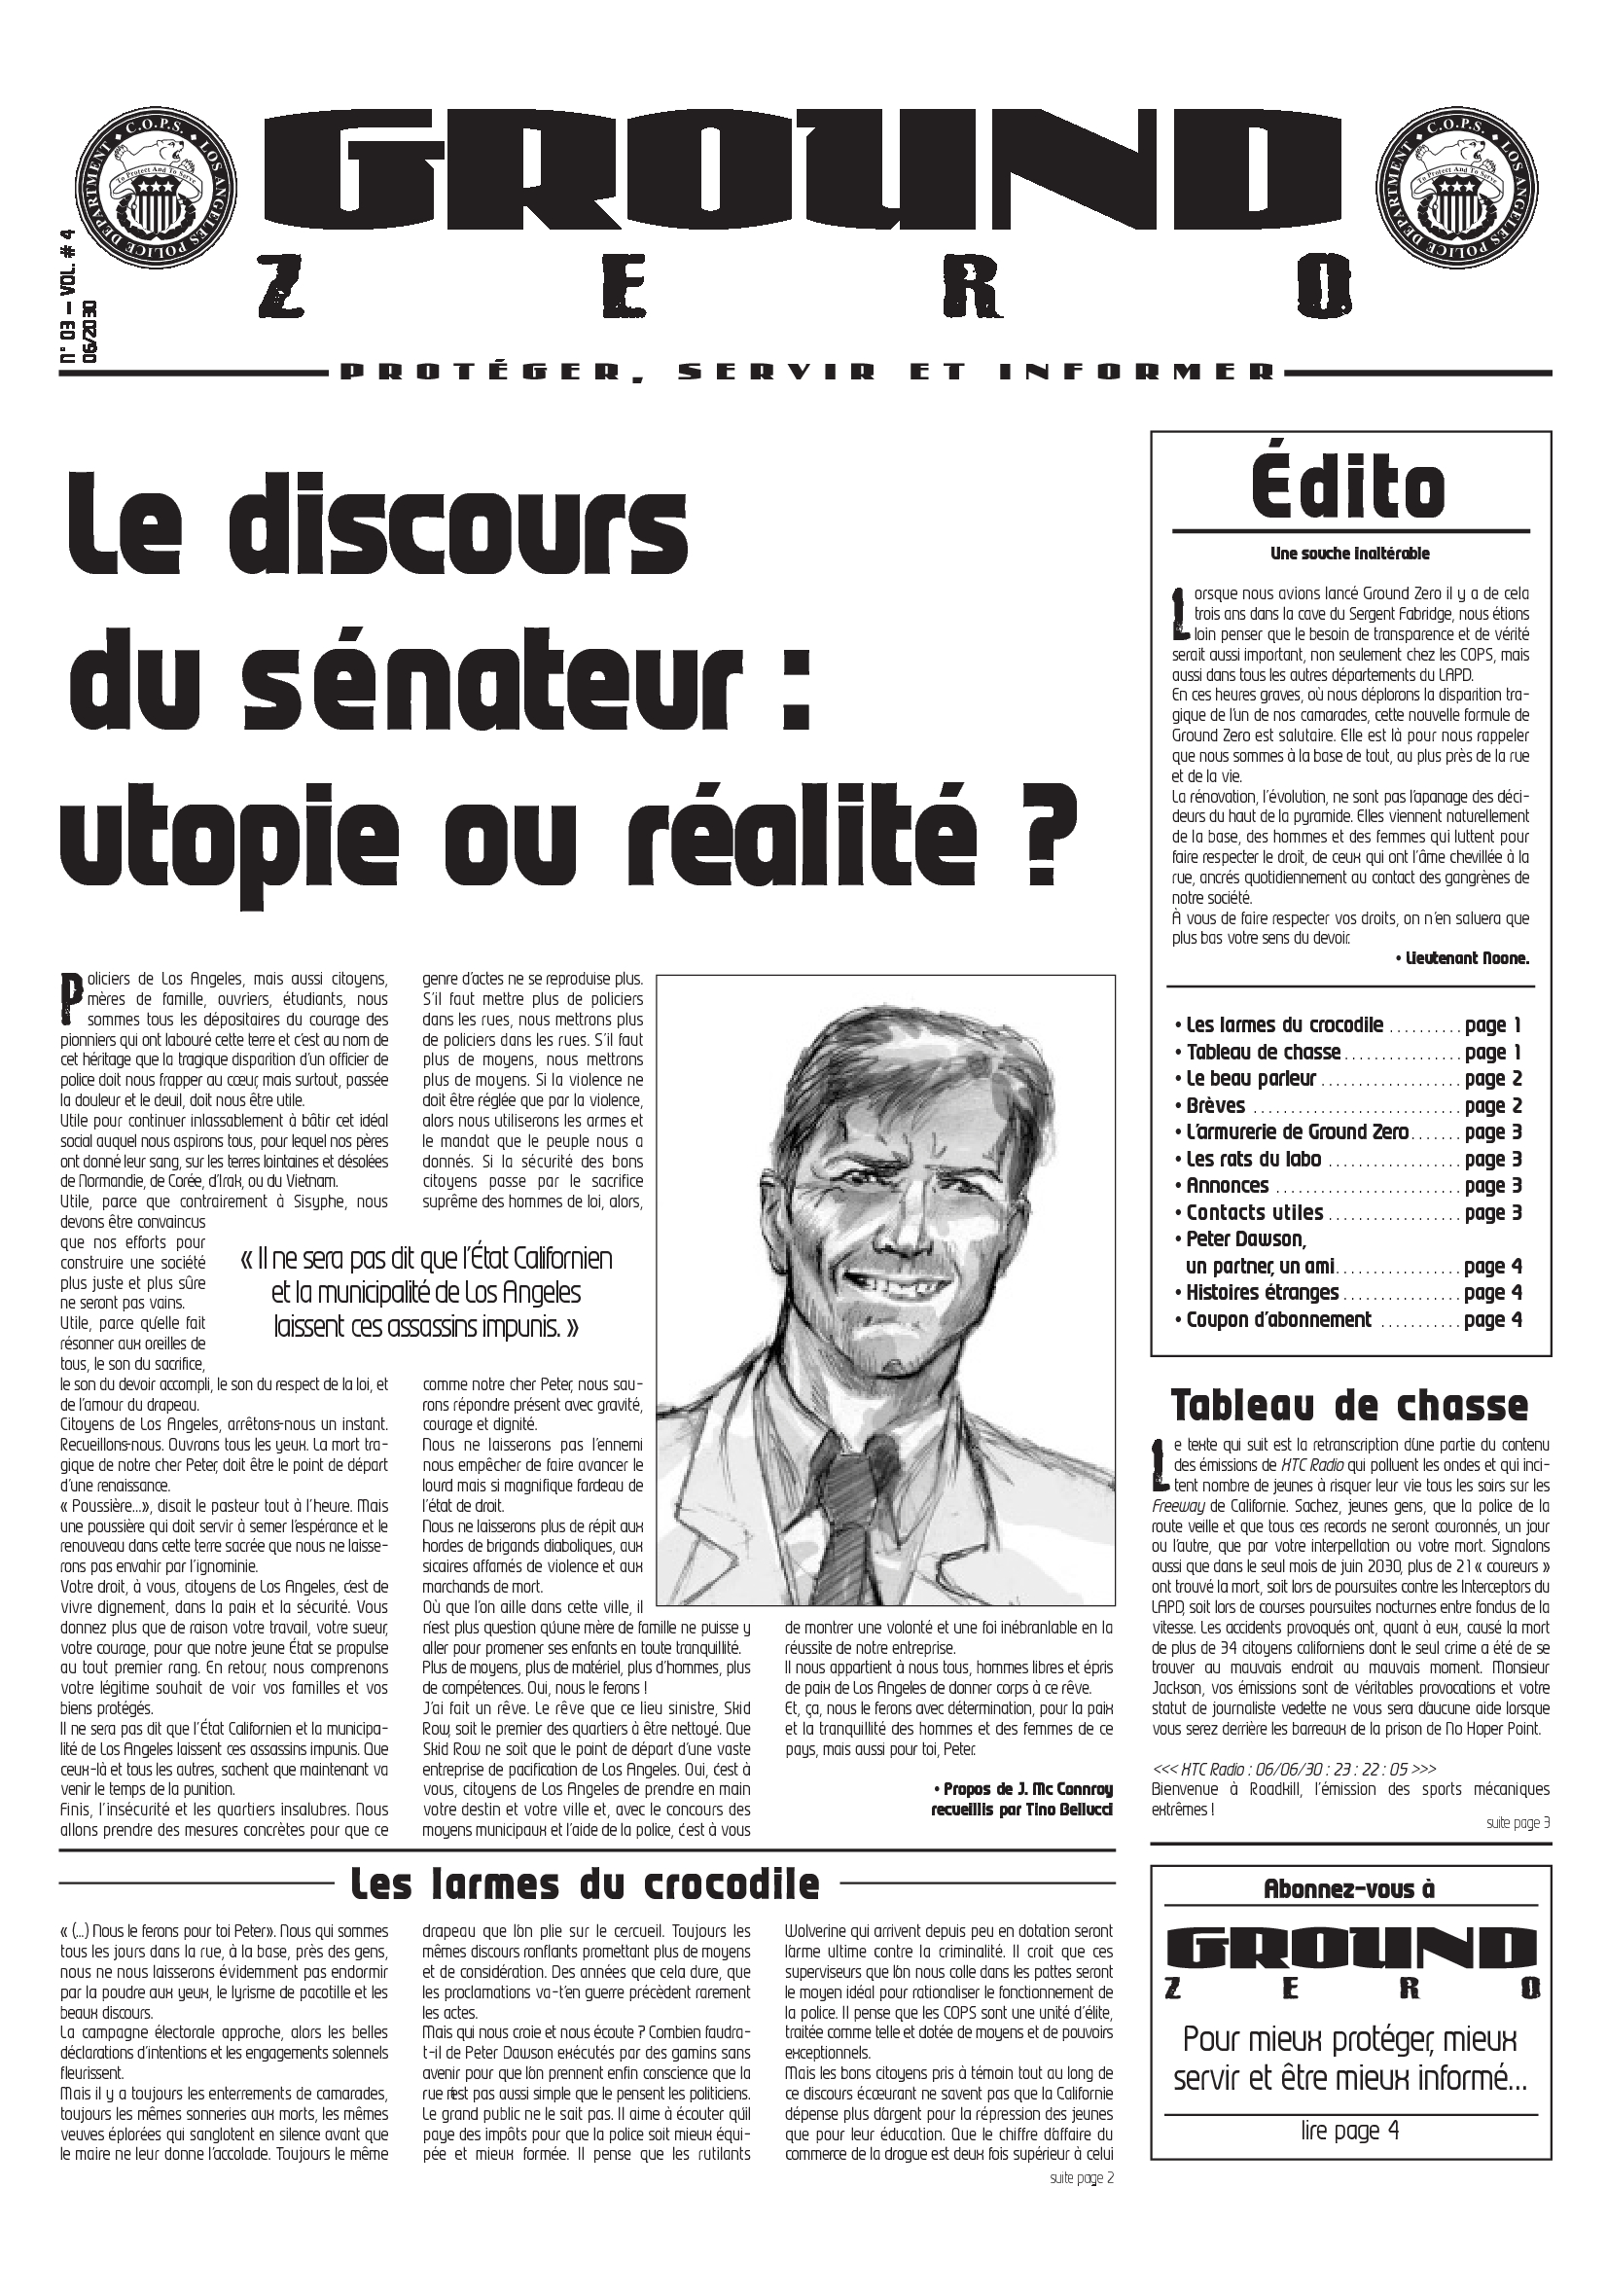 C.O.P.S.
LOS ANGELES POLICE DEPARTMENT
To Protect And To Serve
GROUND
ZERO
C.O.P.S.
LOS ANGELES POLICE DEPARTMENT
To Protect And To Serve
n° 03 – VOL. # 4
06/2030
PROTÉGER, SERVIR ET INFORMER
Le discours
du sénateur :
utopie ou réalité ?
Policiers de Los Angeles, mais aussi citoyens,
mères de famille, ouvriers, étudiants, nous
sommes tous les dépositaires du courage des
pionniers qui ont labouré cette terre et c'est au nom de
cet héritage que la tragique disparition d'un officier de
police doit nous frapper au cœur, mais surtout, passée
la douleur et le deuil, doit nous être utile.
Utile pour continuer inlassablement à bâtir cet idéal
social auquel nous aspirons tous, pour lequel nos pères
ont donné leur sang, sur les terres lointaines et désolées
de Normandie, de Corée, d'Irak, ou du Vietnam.
Utile, parce que contrairement à Sisyphe, nous
devons être convaincus
que nos efforts pour
construire une société
plus juste et plus sûre
ne seront pas vains.
Utile, parce qu'elle fait
résonner aux oreilles de
tous, le son du sacrifice,
le son du devoir accompli, le son du respect de la loi, et
de l'amour du drapeau.
Citoyens de Los Angeles, arrêtons-nous un instant.
Recueillons-nous. Ouvrons tous les yeux. La mort tra-
gique de notre cher Peter, doit être le point de départ
d'une renaissance.
« Poussière...», disait le pasteur tout à l'heure. Mais
une poussière qui doit servir à semer l'espérance et le
renouveau dans cette terre sacrée que nous ne laisse-
rons pas envahir par l'ignominie.
Votre droit, à vous, citoyens de Los Angeles, c'est de
vivre dignement, dans la paix et la sécurité. Vous
donnez plus que de raison votre travail, votre sueur,
votre courage, pour que notre jeune État se propulse
au tout premier rang. En retour, nous comprenons
votre légitime souhait de voir vos familles et vos
biens protégés.
Il ne sera pas dit que l'État Californien et la municipa-
lité de Los Angeles laissent ces assassins impunis. Que
ceux-là et tous les autres, sachent que maintenant va
venir le temps de la punition.
Finis, l'insécurité et les quartiers insalubres. Nous
allons prendre des mesures concrètes pour que ce
« Il ne sera pas dit que l'État Californien
et la municipalité de Los Angeles
laissent ces assassins impunis. »
genre d'actes ne se reproduise plus.
S'il faut mettre plus de policiers
dans les rues, nous mettrons plus
de policiers dans les rues. S'il faut
plus de moyens, nous mettrons
plus de moyens. Si la violence ne
doit être réglée que par la violence,
alors nous utiliserons les armes et
le mandat que le peuple nous a
donnés. Si la sécurité des bons
citoyens passe par le sacrifice
suprême des hommes de loi, alors,
comme notre cher Peter, nous sau-
rons répondre présent avec gravité,
courage et dignité.
Nous ne laisserons pas l'ennemi
nous empêcher de faire avancer le
lourd mais si magnifique fardeau de
l'état de droit.
Nous ne laisserons plus de répit aux
hordes de brigands diaboliques, aux
sicaires affamés de violence et aux
marchands de mort.
Où que l'on aille dans cette ville, il
n'est plus question qu'une mère de famille ne puisse y
aller pour promener ses enfants en toute tranquillité.
Plus de moyens, plus de matériel, plus d'hommes, plus
de compétences. Oui, nous le ferons !
J'ai fait un rêve. Le rêve que ce lieu sinistre, Skid
Row, soit le premier des quartiers à être nettoyé. Que
Skid Row ne soit que le point de départ d'une vaste
entreprise de pacification de Los Angeles. Oui, c'est à
vous, citoyens de Los Angeles de prendre en main
votre destin et votre ville et, avec le concours des
moyens municipaux et l'aide de la police, c'est à vous
de montrer une volonté et une foi inébranlable en la
réussite de notre entreprise.
Il nous appartient à nous tous, hommes libres et épris
de paix de Los Angeles de donner corps à ce rêve.
Et, ça, nous le ferons avec détermination, pour la paix
et la tranquillité des hommes et des femmes de ce
pays, mais aussi pour toi, Peter.
• Propos de J. Mc Connroy
recueillis par Tino Bellucci
Édito
Une souche inaltérable
Lorsque nous avions lancé Ground Zero il y a de cela
trois ans dans la cave du Sergent Fabridge, nous étions
loin penser que le besoin de transparence et de vérité
serait aussi important, non seulement chez les COPS, mais
aussi dans tous les autres départements du LAPD.
En ces heures graves, où nous déplorons la disparition tra-
gique de l'un de nos camarades, cette nouvelle formule de
Ground Zero est salutaire. Elle est là pour nous rappeler
que nous sommes à la base de tout, au plus près de la rue
et de la vie.
La rénovation, l'évolution, ne sont pas l'apanage des déci-
deurs du haut de la pyramide. Elles viennent naturellement
de la base, des hommes et des femmes qui luttent pour
faire respecter le droit, de ceux qui ont l'âme chevillée à la
rue, ancrés quotidiennement au contact des gangrènes de
notre société.
À vous de faire respecter vos droits, on n'en saluera que
plus bas votre sens du devoir.
• Lieutenant Noone.
• Les larmes du crocodile .......... page 1
• Tableau de chasse ................ page 1
• Le beau parleur ................... page 2
• Brèves ............................ page 2
• L'armurerie de Ground Zero ....... page 3
• Les rats du labo .................. page 3
• Annonces ......................... page 3
• Contacts utiles .................. page 3
• Peter Dawson,
un partner, un ami ................. page 4
• Histoires étranges ................ page 4
• Coupon d'abonnement ........... page 4
Tableau de chasse
Le texte qui suit est la retranscription d'une partie du contenu
des émissions de XTC Radio qui polluent les ondes et qui inci-
tent nombre de jeunes à risquer leur vie tous les soirs sur les
Freeway de Californie. Sachez, jeunes gens, que la police de la
route veille et que tous ces records ne seront couronnés, un jour
ou l'autre, que par votre interpellation ou votre mort. Signalons
aussi que dans le seul mois de juin 2030, plus de 21 « coureurs »
ont trouvé la mort, soit lors de poursuites contre les Interceptors du
LAPD, soit lors de courses poursuites nocturnes entre fondus de la
vitesse. Les accidents provoqués ont, quant à eux, causé la mort
de plus de 34 citoyens californiens dont le seul crime a été de se
trouver au mauvais endroit au mauvais moment. Monsieur
Jackson, vos émissions sont de véritables provocations et votre
statut de journaliste vedette ne vous sera d'aucune aide lorsque
vous serez derrière les barreaux de la prison de No Hoper Point.
<<< XTC Radio : 06/06/30 : 23 : 22 : 05 >>>
Bienvenue à Roadkill, l'émission des sports mécaniques
extrêmes !
suite page 3
Les larmes du crocodile
« (...) Nous le ferons pour toi Peter». Nous qui sommes
tous les jours dans la rue, à la base, près des gens,
nous ne nous laisserons évidemment pas endormir
par la poudre aux yeux, le lyrisme de pacotille et les
beaux discours.
La campagne électorale approche, alors les belles
déclarations d'intentions et les engagements solennels
fleurissent.
Mais il y a toujours les enterrements de camarades,
toujours les mêmes sonneries aux morts, les mêmes
veuves éplorées qui sanglotent en silence avant que
le maire ne leur donne l'accolade. Toujours le même
drapeau que l'on plie sur le cercueil. Toujours les
mêmes discours ronflants promettant plus de moyens
et de considération. Des années que cela dure, que
les proclamations va-t'en guerre précèdent rarement
les actes.
Mais qui nous croie et nous écoute ? Combien faudra-
t-il de Peter Dawson exécutés par des gamins sans
avenir pour que l'on prennent enfin conscience que la
rue n'est pas aussi simple que le pensent les politiciens.
Le grand public ne le sait pas. Il aime à écouter qu'il
paye des impôts pour que la police soit mieux équi-
pée et mieux formée. Il pense que les rutilants
Wolverine qui arrivent depuis peu en dotation seront
l'arme ultime contre la criminalité. Il croit que ces
superviseurs que l'on nous colle dans les pattes seront
le moyen idéal pour rationaliser le fonctionnement de
la police. Il pense que les COPS sont une unité d'élite,
traitée comme telle et dotée de moyens et de pouvoirs
exceptionnels.
Mais les bons citoyens pris à témoin tout au long de
ce discours écœurant ne savent pas que la Californie
dépense plus d'argent pour la répression des jeunes
que pour leur éducation. Que le chiffre d'affaire du
commerce de la drogue est deux fois supérieur à celui
suite page 2
Abonnez-vous à
GROUND
ZERO
Pour mieux protéger, mieux
servir et être mieux informé...
lire page 4